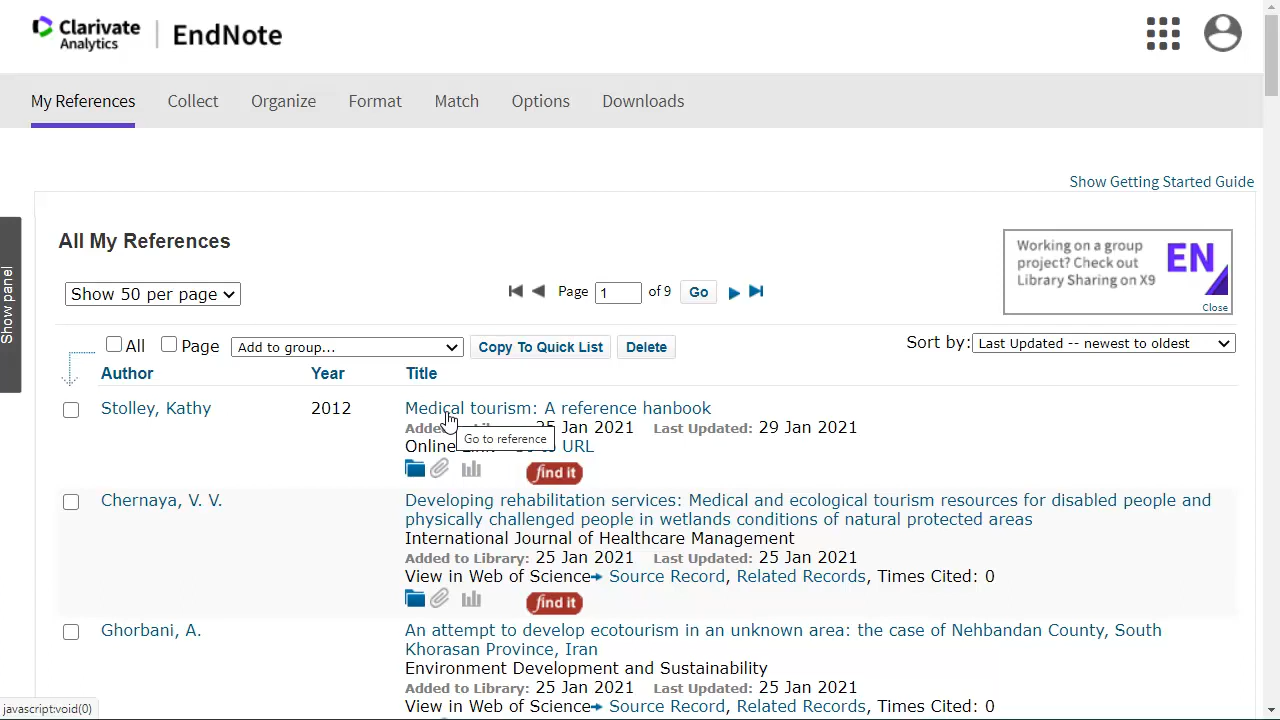 Clarivate Analytics | EndNote
My References Collect Organize Format Match Options Downloads
Show Getting Started Guide
Show panel
All My References
Working on a group
project? Check out
Library Sharing on X9
EN
Close
Show 50 per page
Page 1 of 9 Go
All Page Add to group... Copy To Quick List Delete
Sort by: Last Updated -- newest to oldest
Author Year Title
Stolley, Kathy 2012 Medical tourism: A reference hanbook
25 Jan 2021 Last Updated: 29 Jan 2021
Go to reference
Online URL
find it
Chernaya, V. V. Developing rehabilitation services: Medical and ecological tourism resources for disabled people and
physically challenged people in wetlands conditions of natural protected areas
International Journal of Healthcare Management
Added to Library: 25 Jan 2021 Last Updated: 25 Jan 2021
View in Web of Science Source Record, Related Records, Times Cited: 0
find it
Ghorbani, A. An attempt to develop ecotourism in an unknown area: the case of Nehbandan County, South
Khorasan Province, Iran
Environment Development and Sustainability
Added to Library: 25 Jan 2021 Last Updated: 25 Jan 2021
View in Web of Science Source Record, Related Records, Times Cited: 0
javascript:void(0)